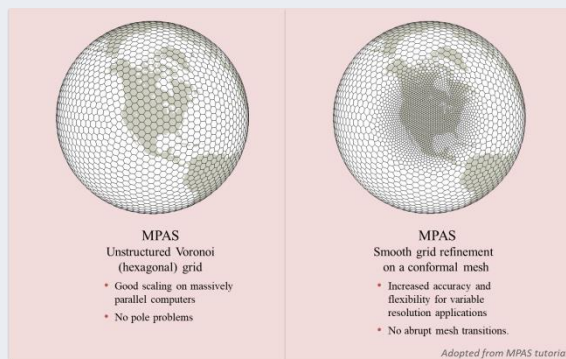 MPAS
Unstructured Voronoi
(hexagonal) grid
• Good scaling on massively
parallel computers
• No pole problems
MPAS
Smooth grid refinement
on a conformal mesh
• Increased accuracy and
flexibility for variable
resolution applications
• No abrupt mesh transitions.
Adopted from MPAS tutorial